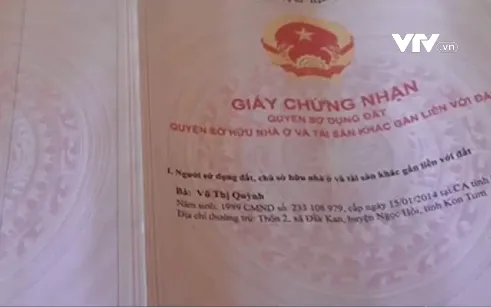 VTV.vn
GIẤY CHỨNG NHẬN
QUYỀN SỬ DỤNG ĐẤT
QUYỀN SỞ HỮU NHÀ Ở VÀ TÀI SẢN KHÁC GẮN LIỀN VỚI ĐẤ
I. Người sử dụng đất, chủ sở hữu nhà ở và tài sản khác gắn liền với đất
Bà: Vũ Thị Quỳnh
Năm sinh: 1999 CMND số: 233 108 979, cấp ngày 15/01/2014 tại CA tỉnh
Địa chỉ thường trú: Thôn 2, xã Đăk Kan, huyện Ngọc Hồi, tỉnh Kon Tum